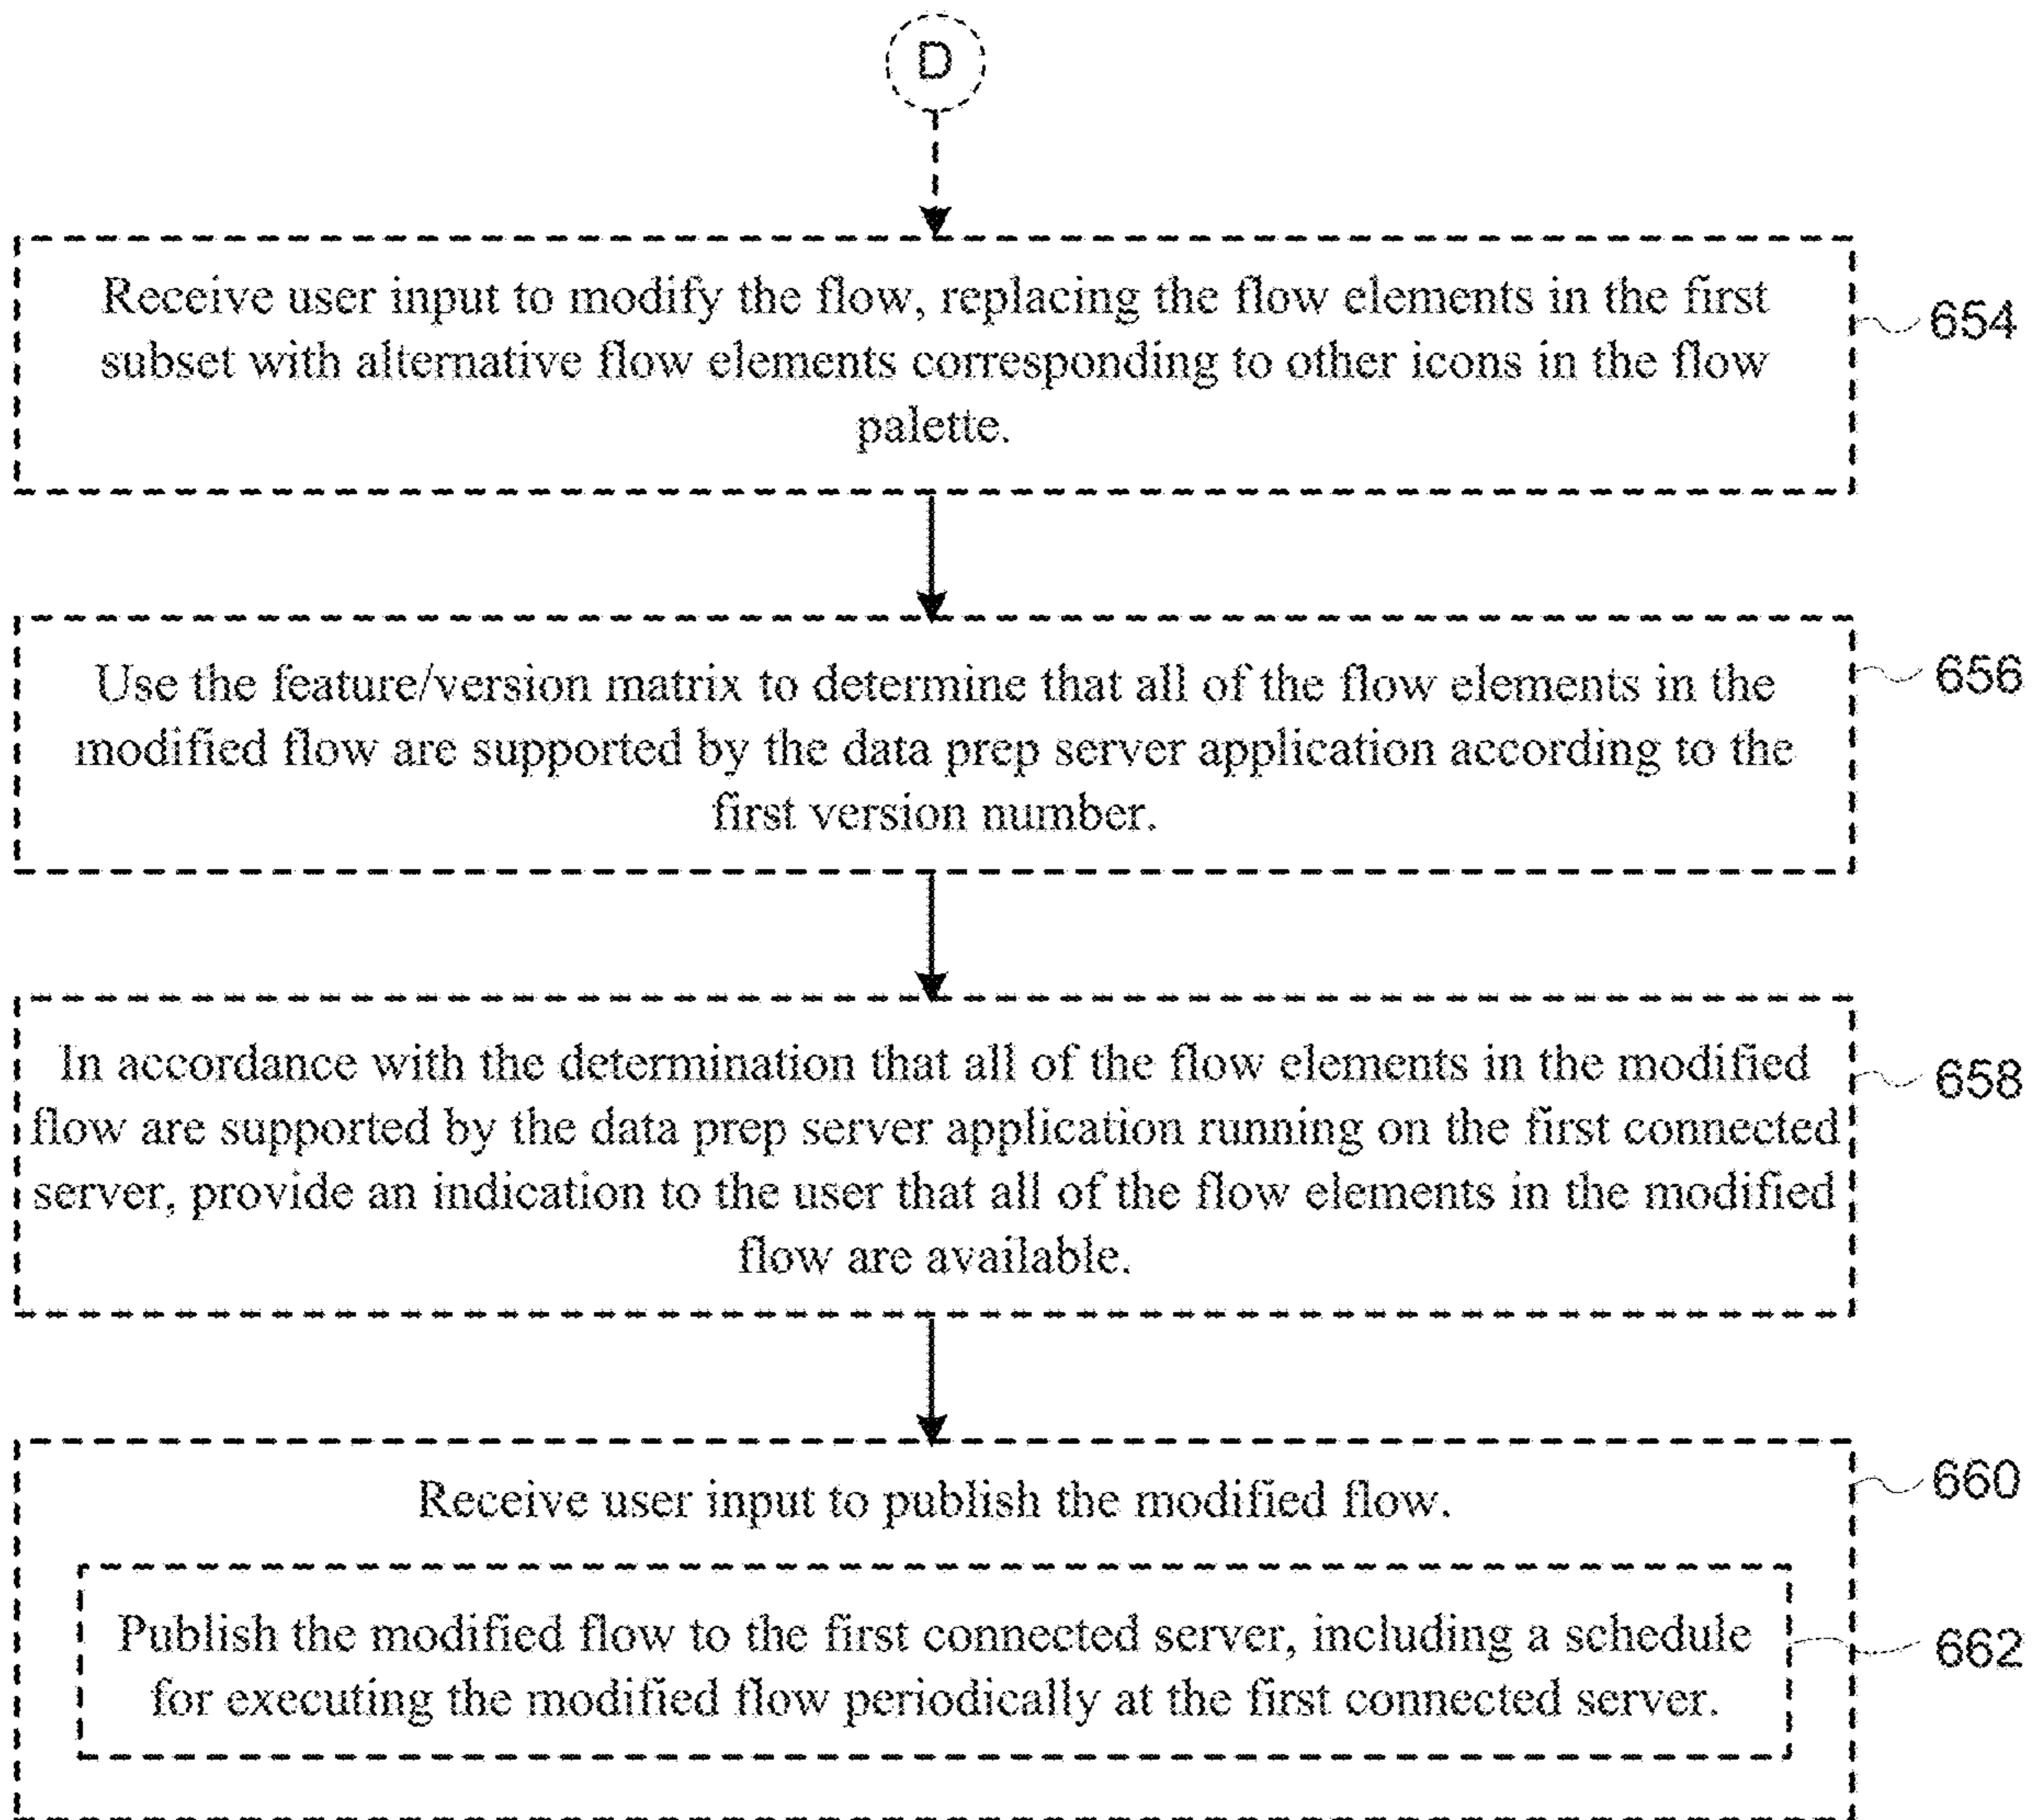 D
Receive user input to modify the flow, replacing the flow elements in the first
subset with alternative flow elements corresponding to other icons in the flow
palette.
654
Use the feature/version matrix to determine that all of the flow elements in the
modified flow are supported by the data prep server application according to the
first version number.
656
In accordance with the determination that all of the flow elements in the modified
flow are supported by the data prep server application running on the first connected
server, provide an indication to the user that all of the flow elements in the modified
flow are available.
658
Receive user input to publish the modified flow.
660
Publish the modified flow to the first connected server, including a schedule
for executing the modified flow periodically at the first connected server.
662